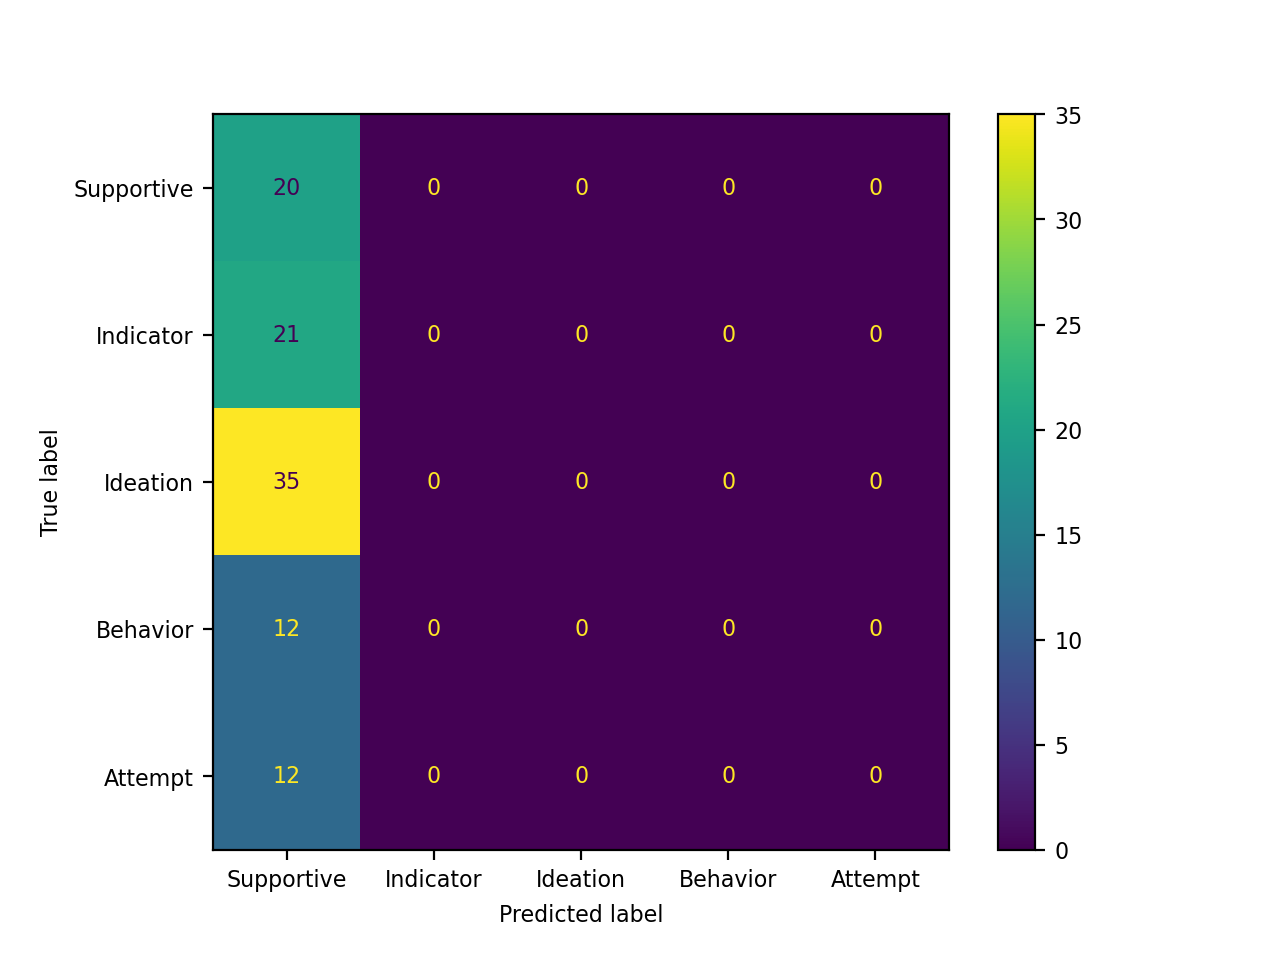 Supportive 20 0 0 0 0
Indicator 21 0 0 0 0
Ideation 35 0 0 0 0
Behavior 12 0 0 0 0
Attempt 12 0 0 0 0
Supportive Indicator Ideation Behavior Attempt
Predicted label
True label
35
30
25
20
15
10
5
0